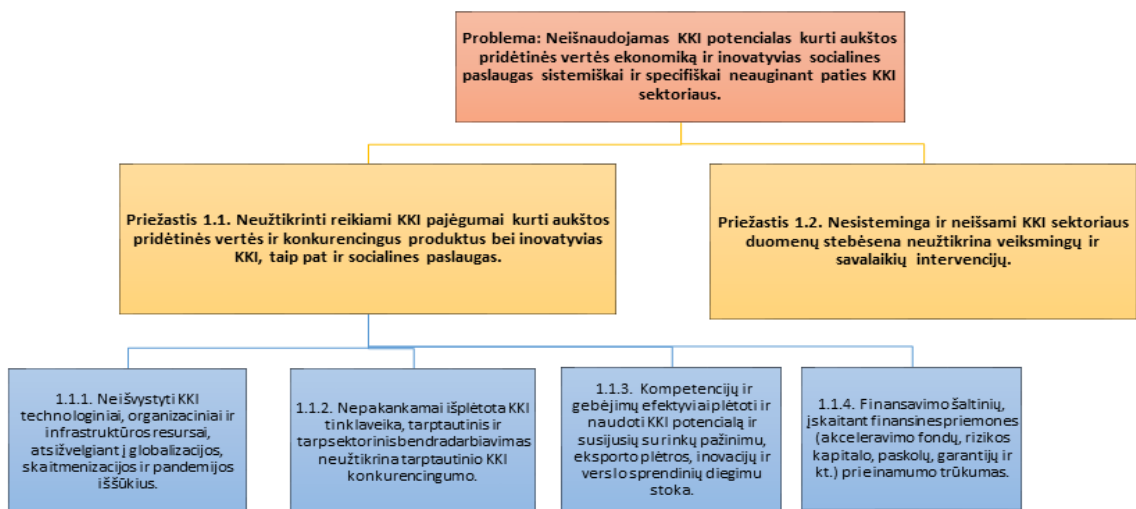 Problema: Neišnaudojamas KKI potencialas kurti aukštos
pridėtinės vertės ekonomiką ir inovatyvias socialines
paslaugas sistemiškai ir specifiškai neauginant paties KKI
sektoriaus.
Priežastis 1.1. Neužtikrinti reikiami KKI pajėgumai kurti aukštos
pridėtinės vertės ir konkurencingus produktus bei inovatyvias
KKI, taip pat ir socialines paslaugas.
Priežastis 1.2. Nesisteminga ir neišsami KKI sektoriaus
duomenų stebėsena neužtikrina veiksmingų ir
savalaikių intervencijų.
1.1.1. Neišvystyti KKI
technologiniai, organizaciniai ir
infrastruktūros resursai,
atsižvelgiant į globalizacijos,
skaitmenizacijos ir pandemijos
iššūkius.
1.1.2. Nepakankamai išplėtota KKI
tinklaveika, tarptautinis ir
tarpsektorinis bendradarbiavimas
neužtikrina tarptautinio KKI
konkurencingumo.
1.1.3. Kompetencijų ir
gebėjimų efektyviai plėtoti ir
naudoti KKI potencialą ir
susijusių su rinkų pažinimu,
eksporto plėtros, inovacijų ir
verslo sprendinių diegimu
stoka.
1.1.4. Finansavimo šaltinių,
įskaitant finansines priemones
(akceleravimo fondų, rizikos
kapitalo, paskolų, garantijų ir
kt.) prieinamumo trūkumas.